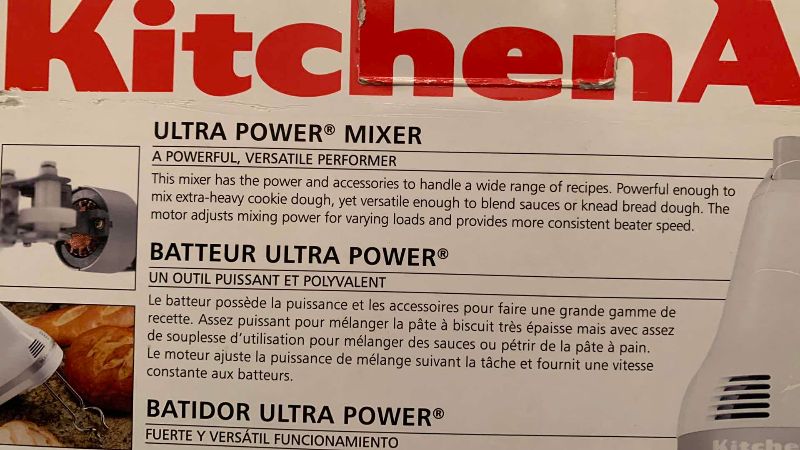 KitchenA
ULTRA POWER® MIXER
A POWERFUL, VERSATILE PERFORMER
This mixer has the power and accessories to handle a wide range of recipes. Powerful enough to
mix extra-heavy cookie dough, yet versatile enough to blend sauces or knead bread dough. The
motor adjusts mixing power for varying loads and provides more consistent beater speed.
BATTEUR ULTRA POWER®
UN OUTIL PUISSANT ET POLYVALENT
Le batteur possède la puissance et les accessoires pour faire une grande gamme de
recette. Assez puissant pour mélanger la pâte à biscuit très épaisse mais avec assez
de souplesse d'utilisation pour mélanger des sauces ou pétrir de la pâte à pain.
Le moteur ajuste la puissance de mélange suivant la tâche et fournit une vitesse
constante aux batteurs.
BATIDOR ULTRA POWER®
FUERTE Y VERSÁTIL FUNCIONAMIENTO
KitchenA